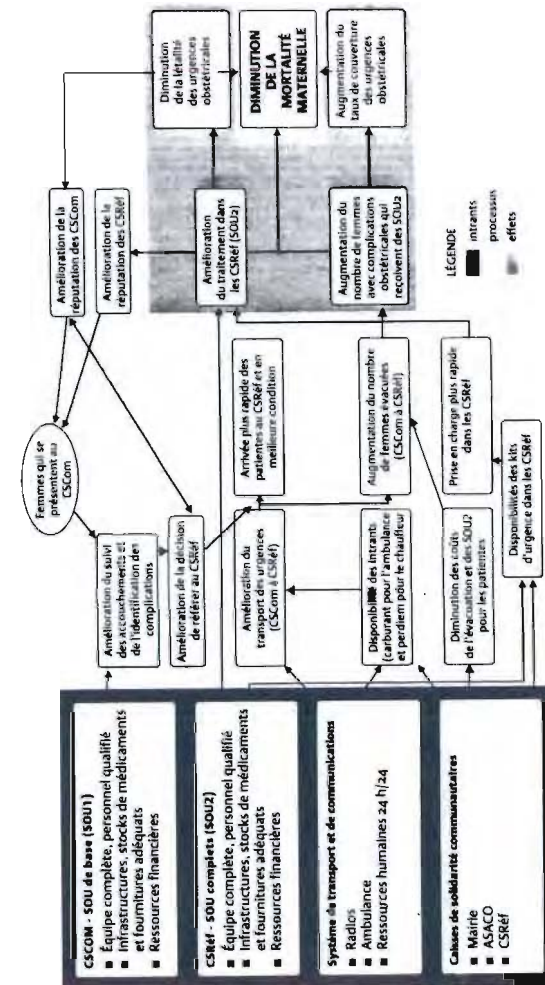 CSCOM - SOU de base (SOU1)
■ Équipe complète, personnel qualifié
■ Infrastructures, stocks de médicaments
et fournitures adéquats
■ Ressources financières
CSRéf - SOU complets (SOU2)
■ Équipe complète, personnel qualifié
■ Infrastructures, stocks de médicaments
et fournitures adéquats
■ Ressources financières
Système de transport et de communications
■ Radios
■ Ambulance
■ Ressources humaines 24 h/24
Caisses de solidarité communautaires
■ Mairie
■ ASACO
■ CSRéf
Femmes qui se
présentent au
CSCom
Amélioration du suivi
des accouchements et
de l'identification des
complications
Amélioration de la décision
de référer au CSRéf
Amélioration du
transport des urgences
(CSCom à CSRéf)
Disponibilité des intrants
(carburant pour l'ambulance
et perdiem pour le chauffeur
Diminution des coûts
de l'évacuation et des SOU2
pour les patientes
Disponibilités des kits
d'urgence dans les CSRéf
Arrivée plus rapide des
patientes au CSRéf et en
meilleure condition
Augmentation du nombre
de femmes évacuées
(CSCom à CSRéf)
Prise en charge plus rapide
dans les CSRéf
Amélioration de la
réputation des CSCom
Amélioration de la
réputation des CSRéf
Amélioration
du traitement dans
les CSRéf (SOU2)
Augmentation du
nombre de femmes
avec complications
obstétricales qui
reçoivent des SOU2
Diminution
de la létalité
des urgences
obstétricales
DIMINUTION
DE LA
MORTALITÉ
MATERNELLE
Augmentation du
taux de couverture
des urgences
obstétricales
LÉGENDE
intrants
processus
effets